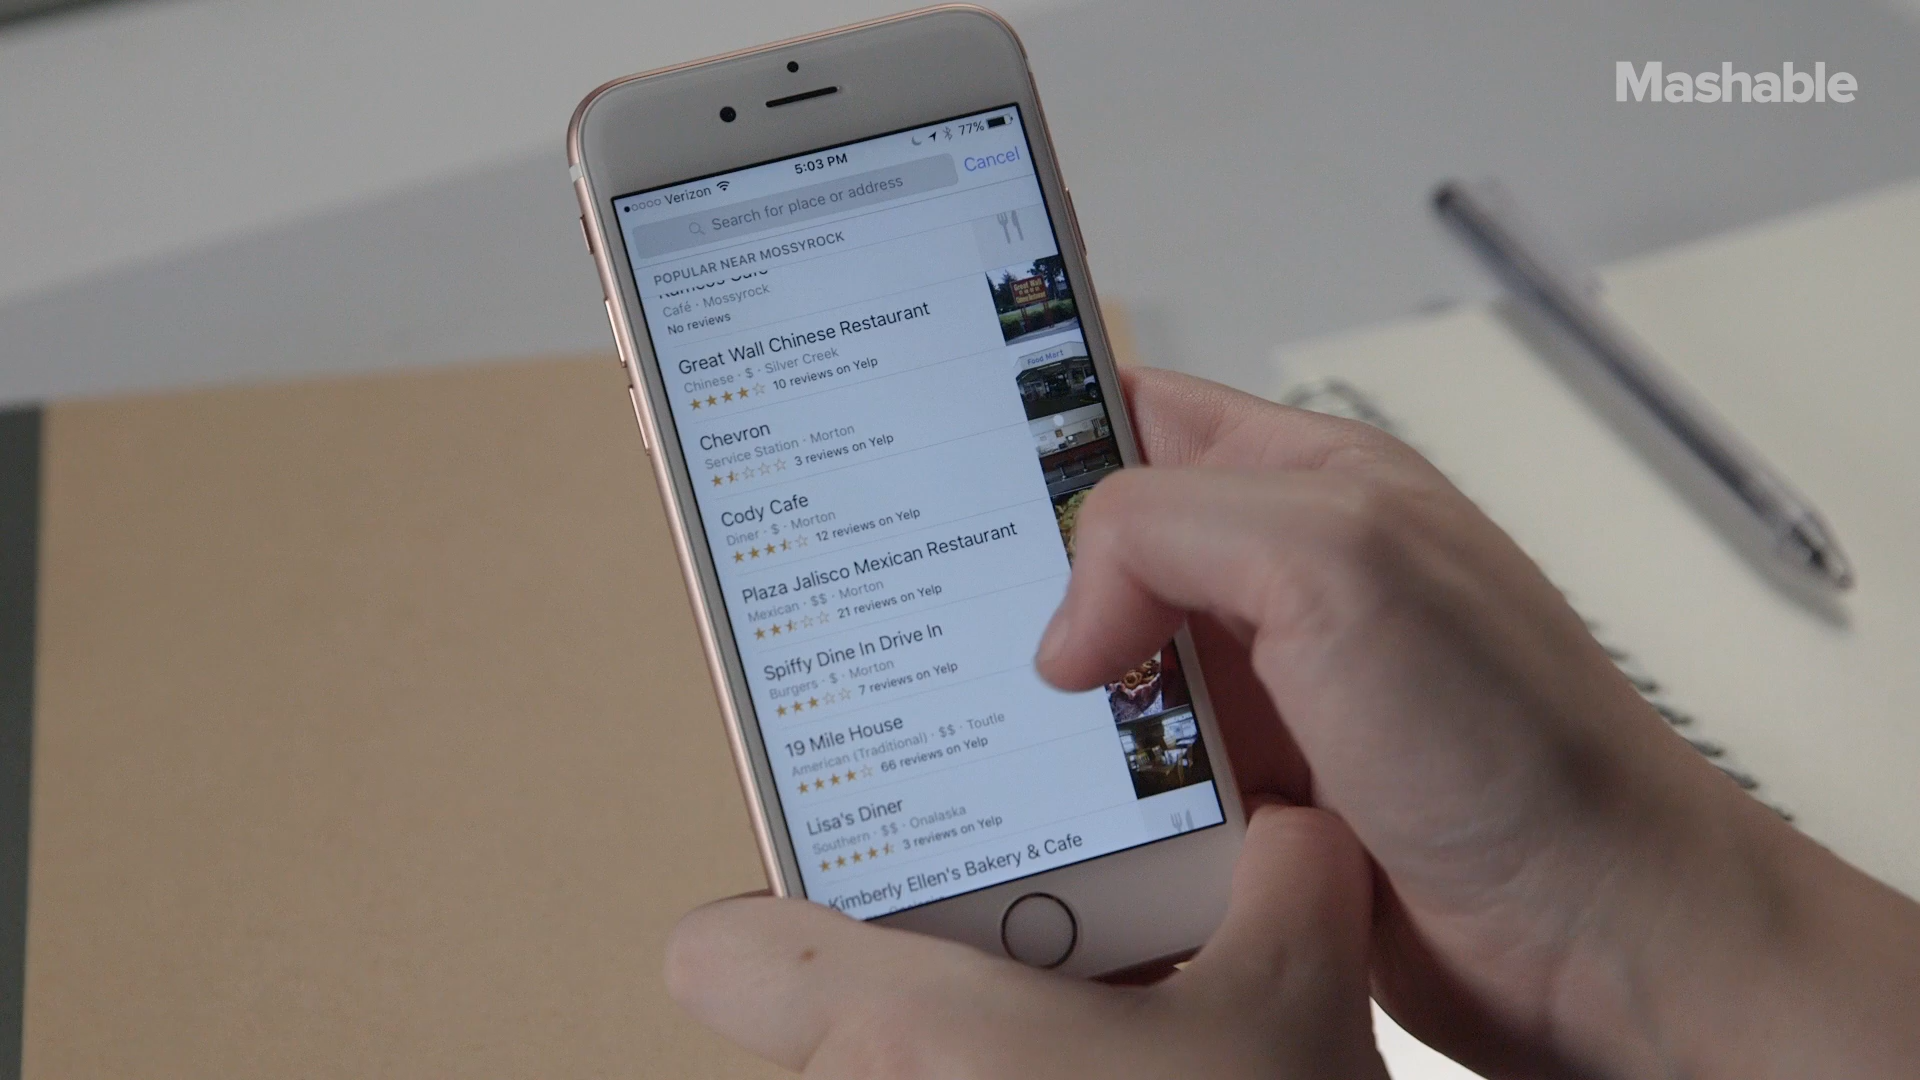 Mashable
Verizon 5:03 PM 77%
Search for place or address Cancel
POPULAR NEAR MOSSYROCK
Café · Mossyrock
No reviews
Great Wall Chinese Restaurant
Chinese · $ · Silver Creek
10 reviews on Yelp
Great Wall
Chevron
Service Station · Morton
3 reviews on Yelp
Food Mart
Cody Cafe
Diner · $ · Morton
12 reviews on Yelp
Plaza Jalisco Mexican Restaurant
Mexican · $$ · Morton
21 reviews on Yelp
Spiffy Dine In Drive In
Burgers · $ · Morton
7 reviews on Yelp
19 Mile House
American (Traditional) · $$ · Toutle
66 reviews on Yelp
Lisa's Diner
Southern · $$ · Onalaska
3 reviews on Yelp
Kimberly Ellen's Bakery & Cafe